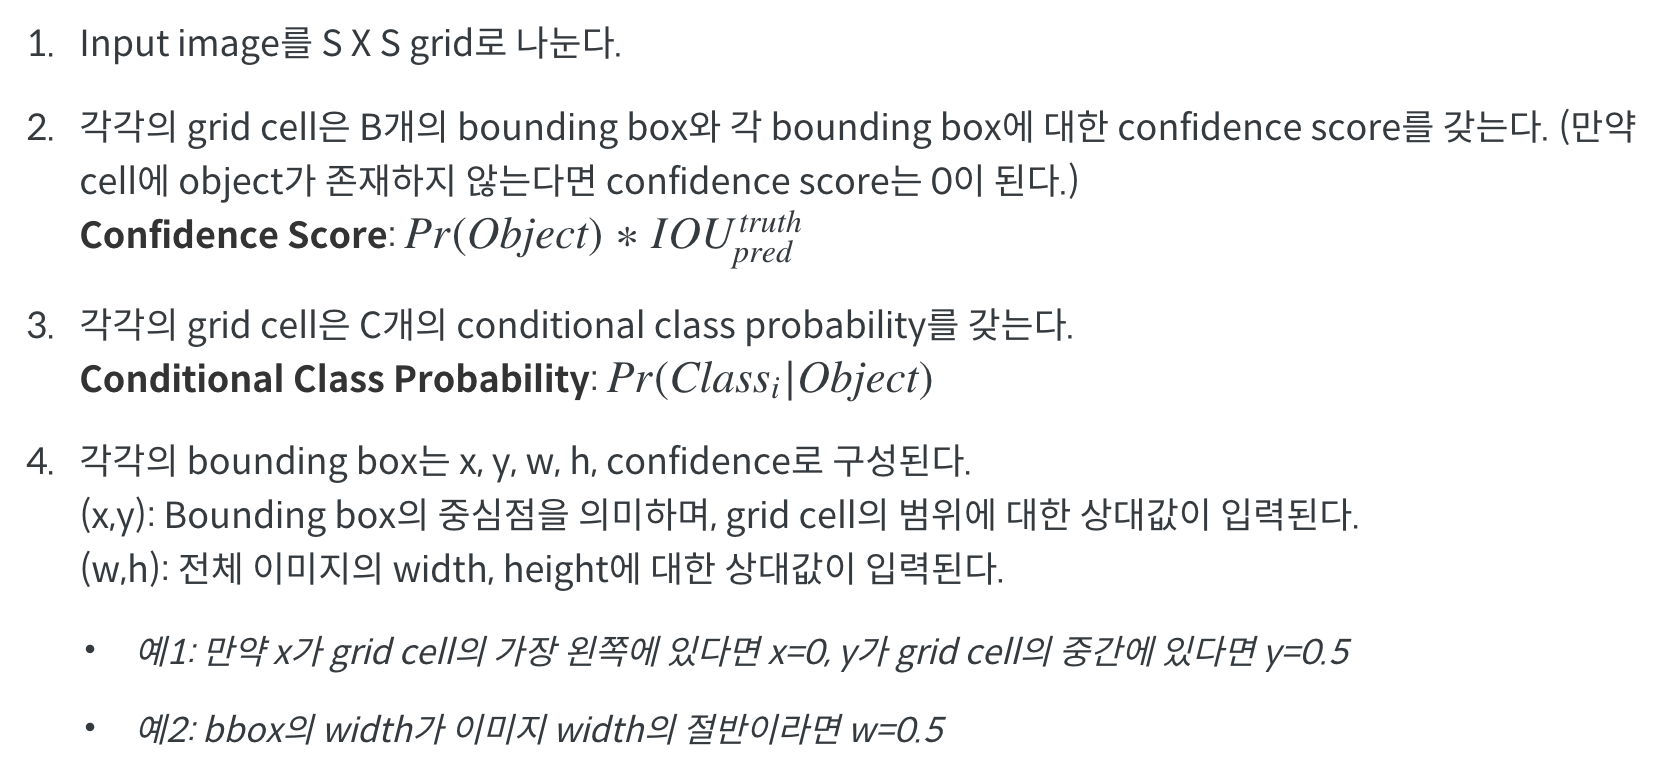 1. Input image를 S X S grid로 나눈다.
2. 각각의 grid cell은 B개의 bounding box와 각 bounding box에 대한 confidence score를 갖는다. (만약
cell에 object가 존재하지 않는다면 confidence score는 0이 된다.)
Confidence Score: Pr(Object) ∗ IOU_{pred}^{truth}
3. 각각의 grid cell은 C개의 conditional class probability를 갖는다.
Conditional Class Probability: Pr(Class_i|Object)
4. 각각의 bounding box는 x, y, w, h, confidence로 구성된다.
(x,y): Bounding box의 중심점을 의미하며, grid cell의 범위에 대한 상대값이 입력된다.
(w,h): 전체 이미지의 width, height에 대한 상대값이 입력된다.
• 예1: 만약 x가 grid cell의 가장 왼쪽에 있다면 x=0, y가 grid cell의 중간에 있다면 y=0.5
• 예2: bbox의 width가 이미지 width의 절반이라면 w=0.5